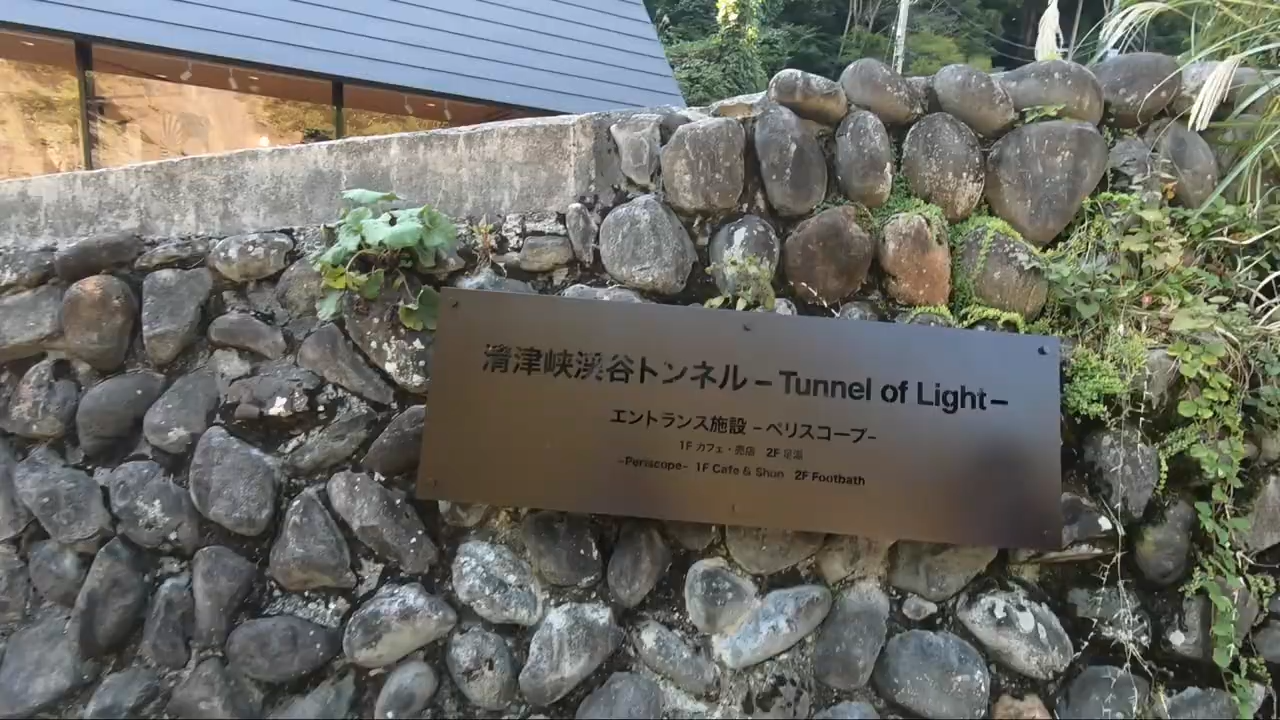 清津峡渓谷トンネル－Tunnel of Light－
エントランス施設 －ペリスコープ－
1F カフェ・売店 2F 足湯
-Periscope- 1F Cafe & Shop 2F Footbath